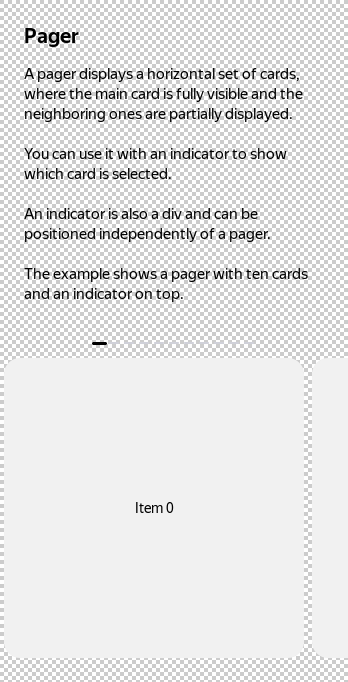 Pager
A pager displays a horizontal set of cards,
where the main card is fully visible and the
neighboring ones are partially displayed.
You can use it with an indicator to show
which card is selected.
An indicator is also a div and can be
positioned independently of a pager.
The example shows a pager with ten cards
and an indicator on top.
Item 0